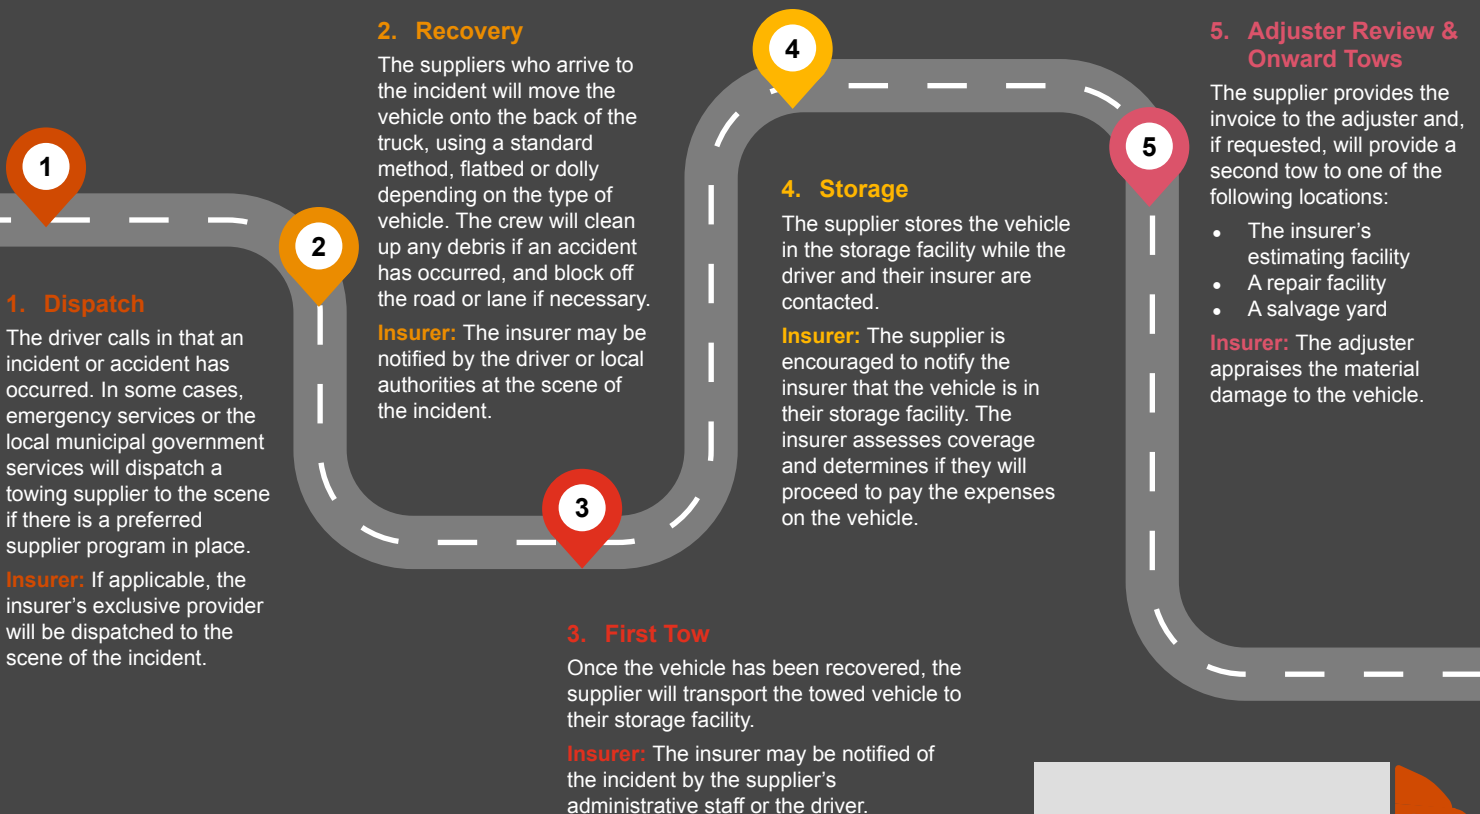 1
1. Dispatch
The driver calls in that an
incident or accident has
occurred. In some cases,
emergency services or the
local municipal government
services will dispatch a
towing supplier to the scene
if there is a preferred
supplier program in place.
Insurer: If applicable, the
insurer’s exclusive provider
will be dispatched to the
scene of the incident.
2
2. Recovery
The suppliers who arrive to
the incident will move the
vehicle onto the back of the
truck, using a standard
method, flatbed or dolly
depending on the type of
vehicle. The crew will clean
up any debris if an accident
has occurred, and block off
the road or lane if necessary.
Insurer: The insurer may be
notified by the driver or local
authorities at the scene of
the incident.
3
3. First Tow
Once the vehicle has been recovered, the
supplier will transport the towed vehicle to
their storage facility.
Insurer: The insurer may be notified of
the incident by the supplier’s
administrative staff or the driver.
4
4. Storage
The supplier stores the vehicle
in the storage facility while the
driver and their insurer are
contacted.
Insurer: The supplier is
encouraged to notify the
insurer that the vehicle is in
their storage facility. The
insurer assesses coverage
and determines if they will
proceed to pay the expenses
on the vehicle.
5
5. Adjuster Review &
Onward Tows
The supplier provides the
invoice to the adjuster and,
if requested, will provide a
second tow to one of the
following locations:
● The insurer’s
estimating facility
● A repair facility
● A salvage yard
Insurer: The adjuster
appraises the material
damage to the vehicle.